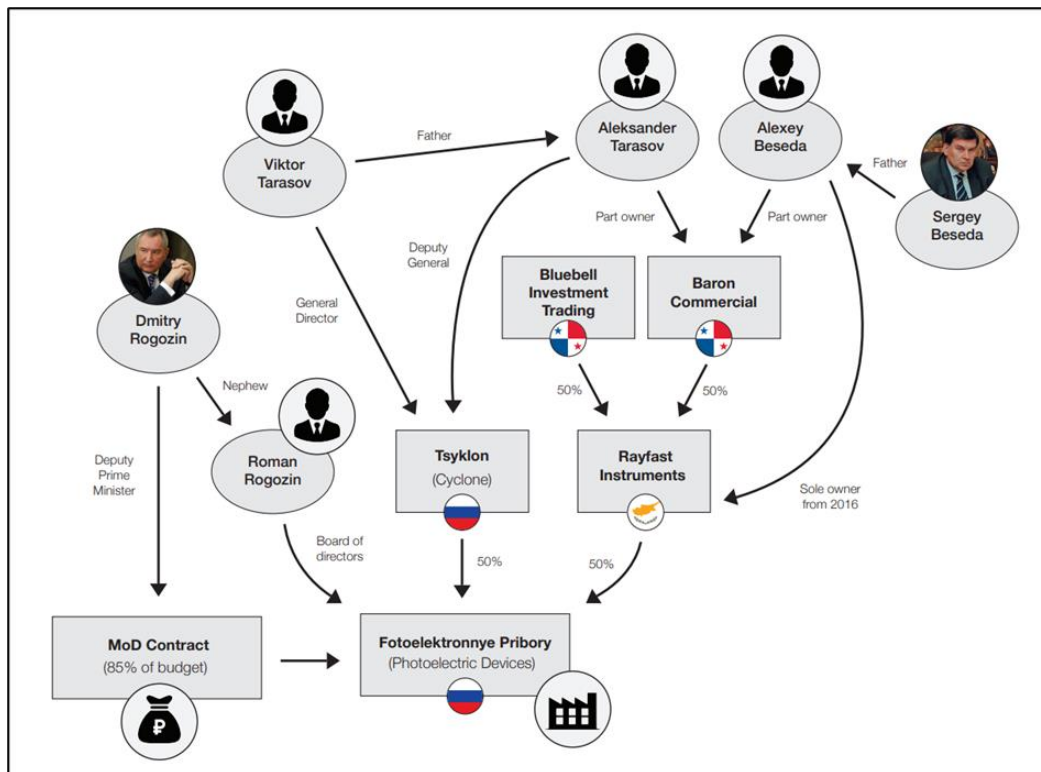 Viktor
Tarasov
Father
Aleksander
Tarasov
Alexey
Beseda
Father
Sergey
Beseda
Part owner
Part owner
Deputy
General
Bluebell
Investment
Trading
Baron
Commercial
Dmitry
Rogozin
General
Director
50%
50%
Nephew
Roman
Rogozin
Tsyklon
(Cyclone)
Rayfast
Instruments
Deputy
Prime
Minister
Sole owner
from 2016
Board of
directors
50%
50%
MoD Contract
(85% of budget)
₽
Fotoelektronnye Pribory
(Photoelectric Devices)